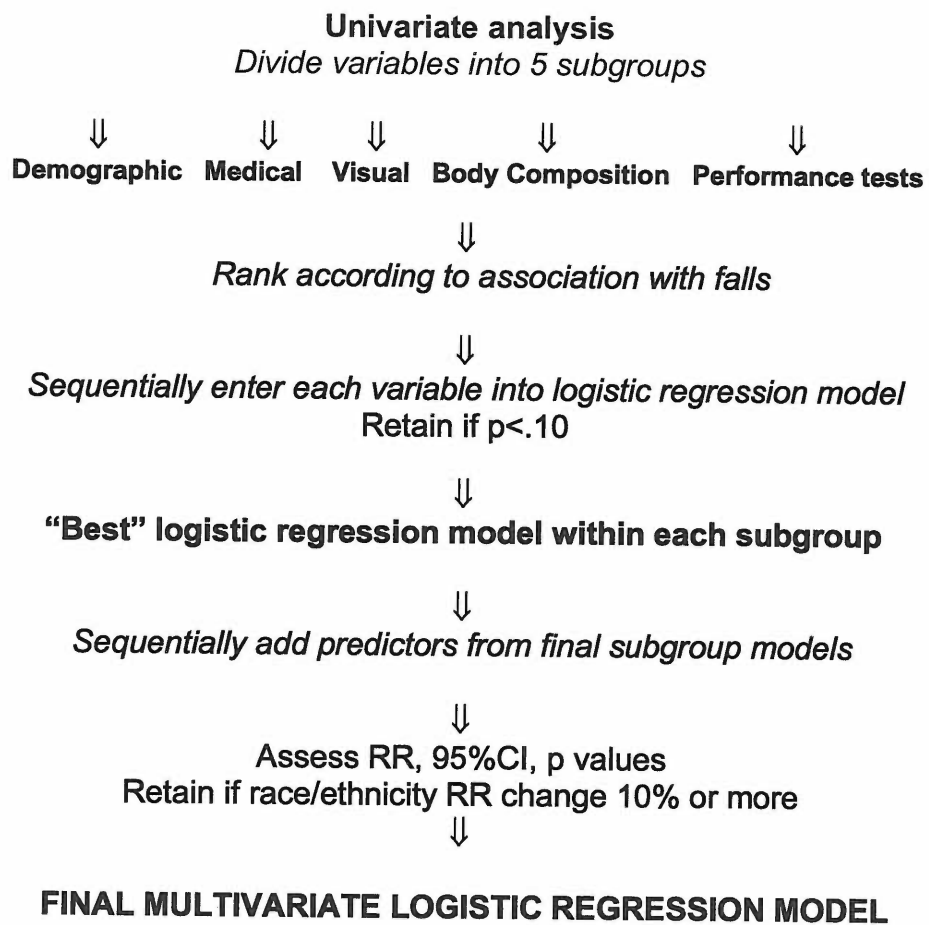 Univariate analysis
Divide variables into 5 subgroups
⇓ ⇓ ⇓ ⇓ ⇓
Demographic Medical Visual Body Composition Performance tests
⇓
Rank according to association with falls
⇓
Sequentially enter each variable into logistic regression model
Retain if p<.10
⇓
“Best” logistic regression model within each subgroup
⇓
Sequentially add predictors from final subgroup models
⇓
Assess RR, 95%CI, p values
Retain if race/ethnicity RR change 10% or more
⇓
FINAL MULTIVARIATE LOGISTIC REGRESSION MODEL